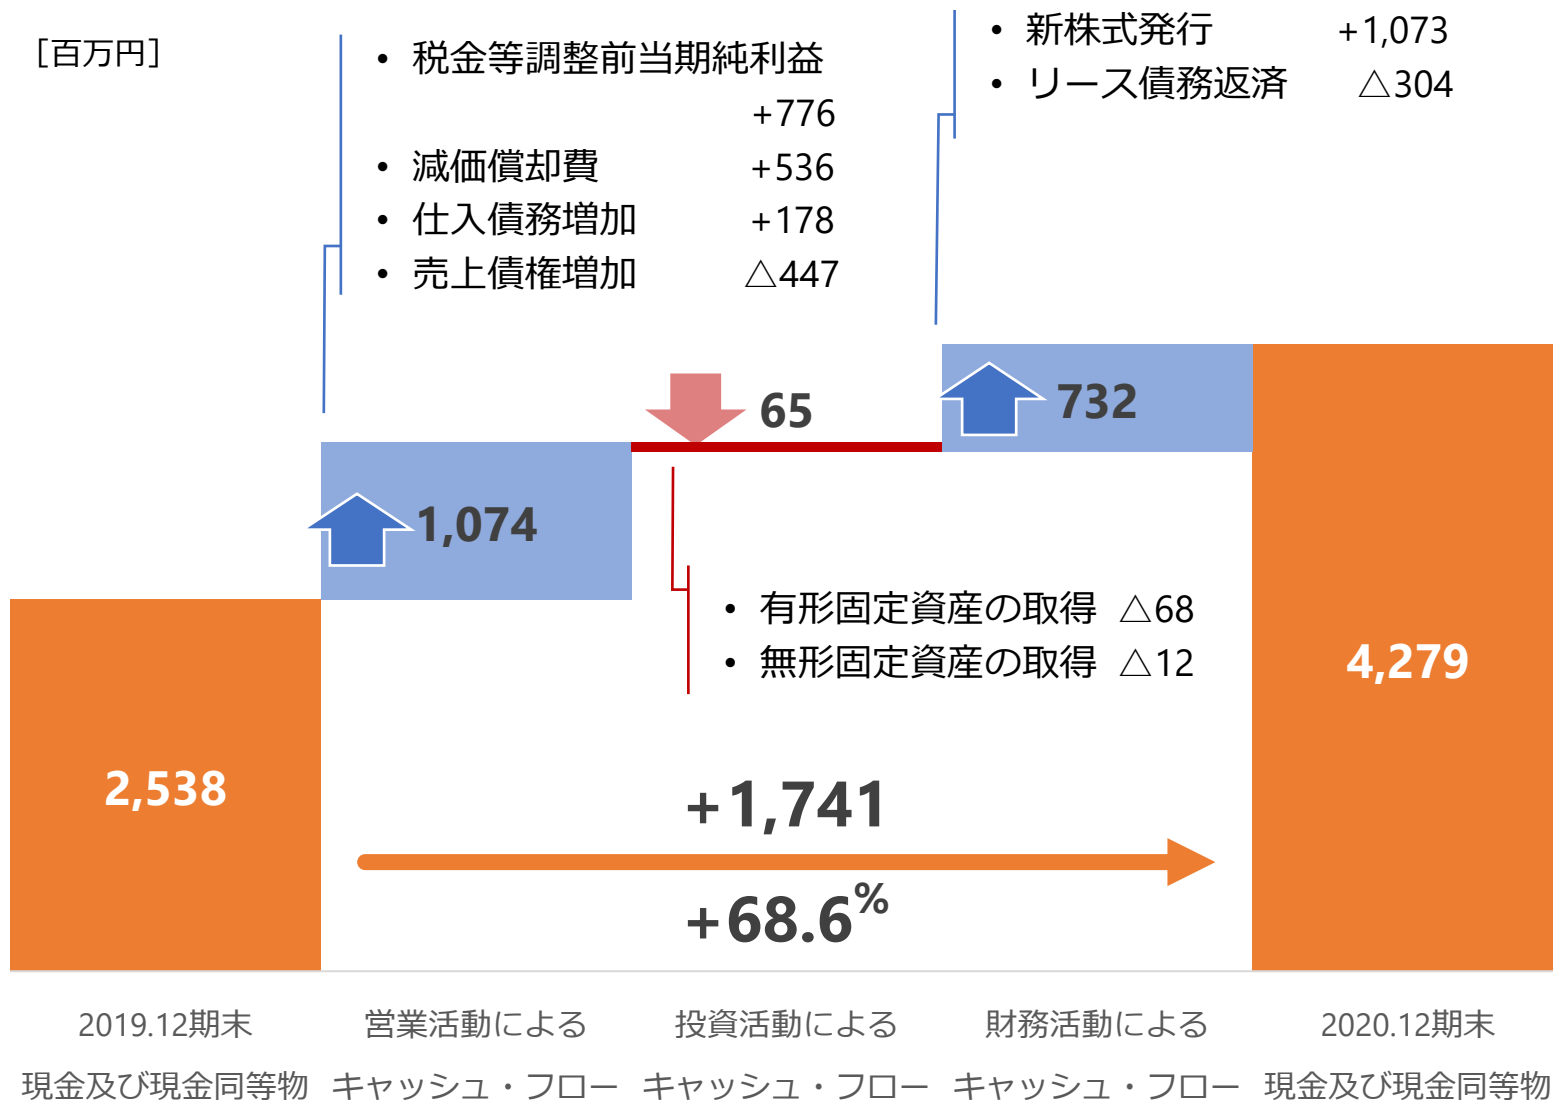 ［百万円］
• 税金等調整前当期純利益
+776
• 減価償却費 +536
• 仕入債務増加 +178
• 売上債権増加 △447
• 新株式発行 +1,073
• リース債務返済 △304
65
732
1,074
• 有形固定資産の取得 △68
• 無形固定資産の取得 △12
4,279
2,538
+1,741
+68.6%
2019.12期末
現金及び現金同等物
営業活動による
キャッシュ・フロー
投資活動による
キャッシュ・フロー
財務活動による
キャッシュ・フロー
2020.12期末
現金及び現金同等物